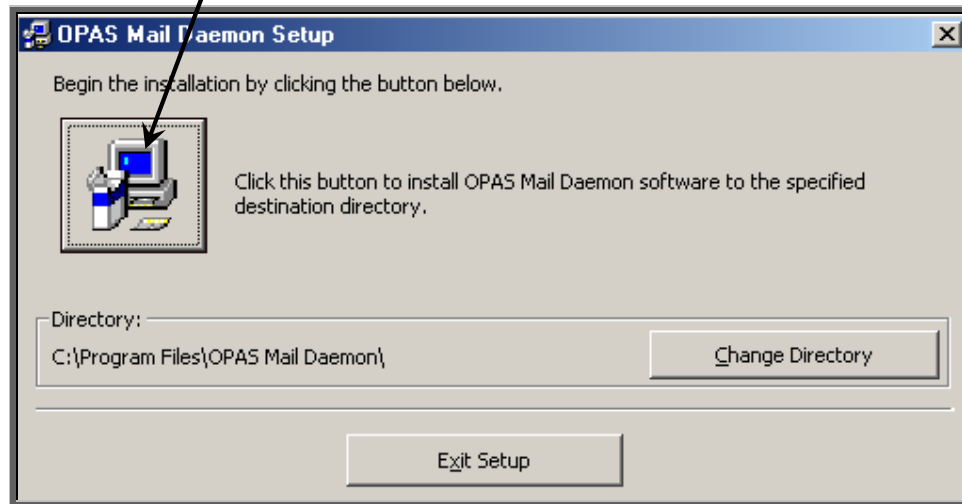 OPAS Mail Daemon Setup
Begin the installation by clicking the button below.
Click this button to install OPAS Mail Daemon software to the specified
destination directory.
Directory:
C:\Program Files\OPAS Mail Daemon\
Change Directory
Exit Setup